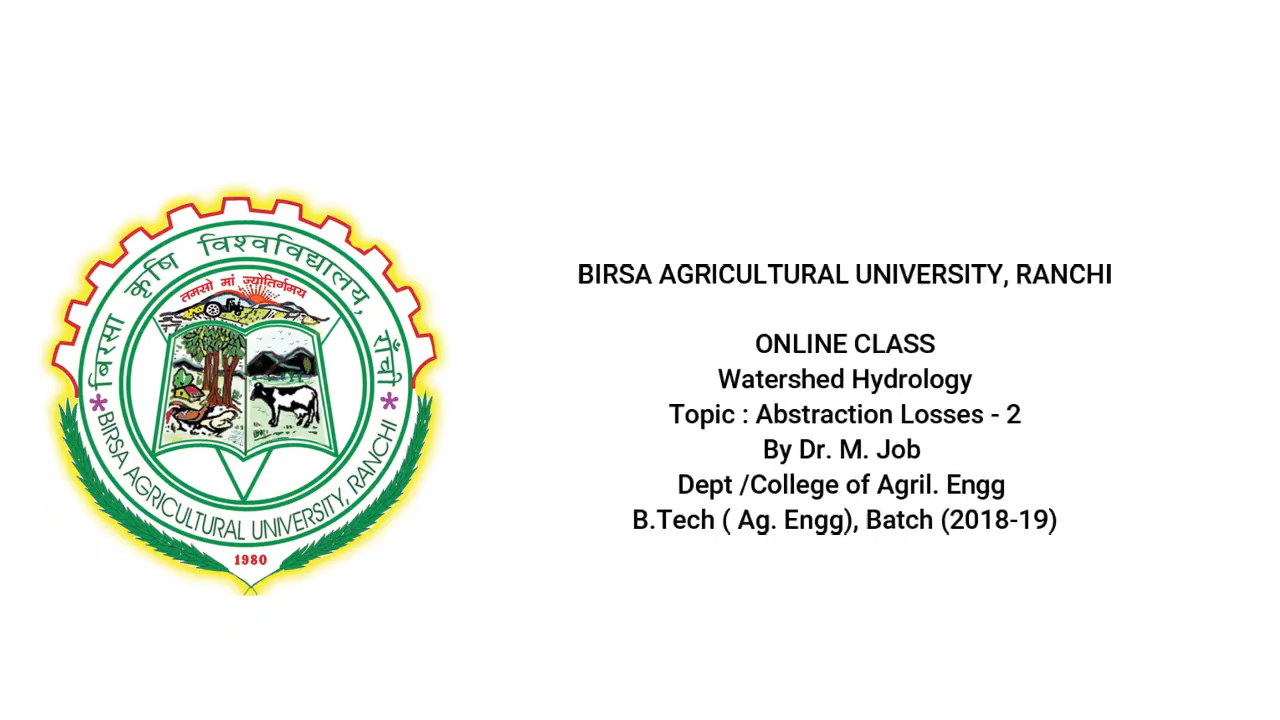 बिरसा कृषि विश्वविद्यालय, राँची
तमसो मां ज्योतिर्गमय
BIRSA AGRICULTURAL UNIVERSITY, RANCHI
1980
BIRSA AGRICULTURAL UNIVERSITY, RANCHI
ONLINE CLASS
Watershed Hydrology
Topic : Abstraction Losses - 2
By Dr. M. Job
Dept /College of Agril. Engg
B.Tech ( Ag. Engg), Batch (2018-19)